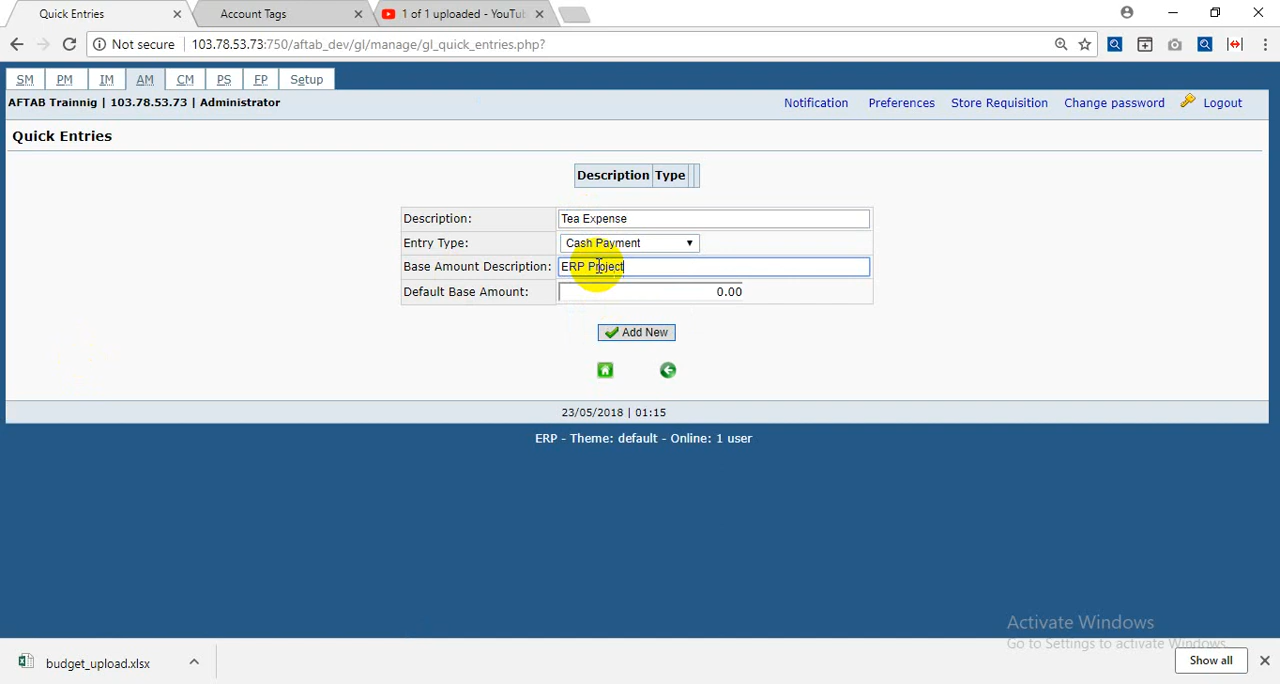 Quick Entries
Account Tags
1 of 1 uploaded - YouTub
Not secure
103.78.53.73:750/aftab_dev/gl/manage/gl_quick_entries.php?
SM PM IM AM CM PS FP Setup
AFTAB Trainnig | 103.78.53.73 | Administrator
Notification Preferences Store Requisition Change password Logout
Quick Entries
Description Type
Description: Tea Expense
Entry Type: Cash Payment
Base Amount Description: ERP Project
Default Base Amount: 0.00
Add New
23/05/2018 | 01:15
ERP - Theme: default - Online: 1 user
Activate Windows
Go to Settings to activate Windows.
budget_upload.xlsx
Show all